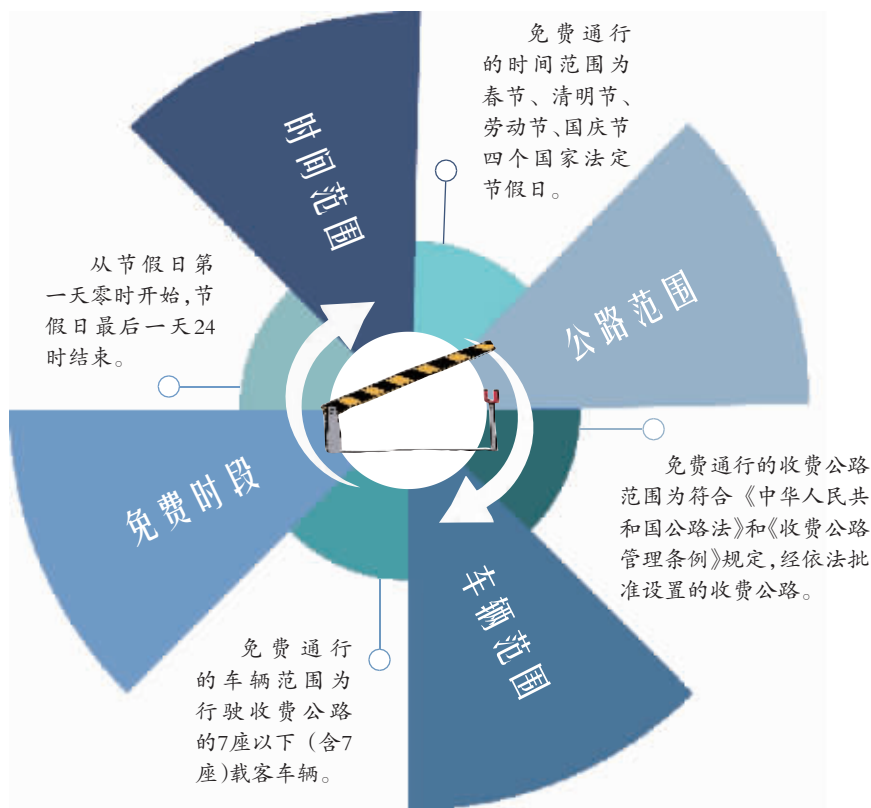 时间范围
免费通行
的时间范围为
春节、清明节、
劳动节、国庆节
四个国家法定
节假日。
公路范围
免费通行的收费公路
范围为符合《中华人民共
和国公路法》和《收费公路
管理条例》规定,经依法批
准设置的收费公路。
车辆范围
免费通行
的车辆范围为
行驶收费公路
的7座以下（含7
座)载客车辆。
免费时段
从节假日第
一天零时开始,节
假日最后一天24
时结束。